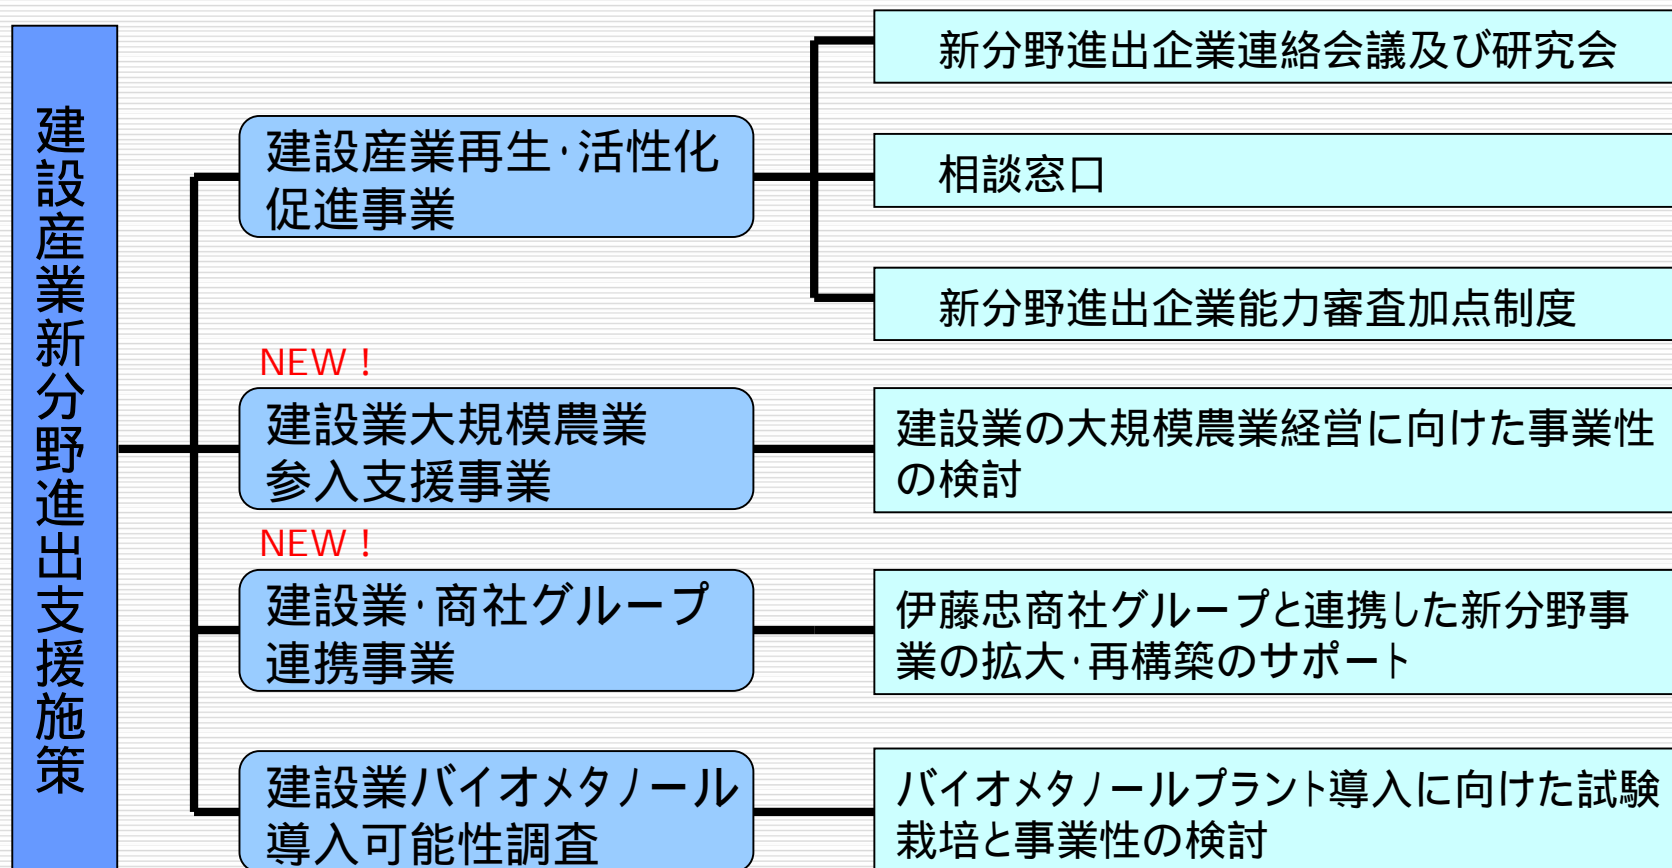 建設産業新分野進出支援施策
建設産業再生・活性化
促進事業
新分野進出企業連絡会議及び研究会
相談窓口
新分野進出企業能力審査加点制度
NEW！
建設業大規模農業
参入支援事業
建設業の大規模農業経営に向けた事業性
の検討
NEW！
建設業・商社グループ
連携事業
伊藤忠商社グループと連携した新分野事
業の拡大・再構築のサポート
建設業バイオメタノール
導入可能性調査
バイオメタノールプラント導入に向けた試験
栽培と事業性の検討